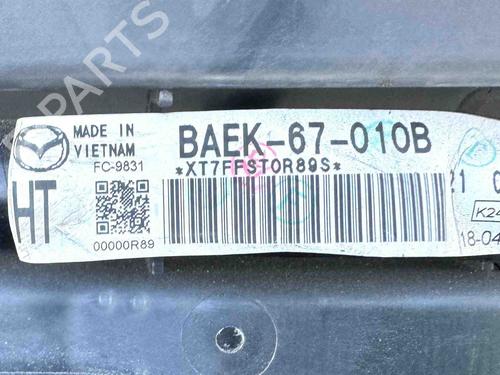 PARTS
MADE IN
VIETNAM
FC-9831
BAEK-67-010B
*XT7FFST0R89S*
HT
00000R89
21
K24
18-04